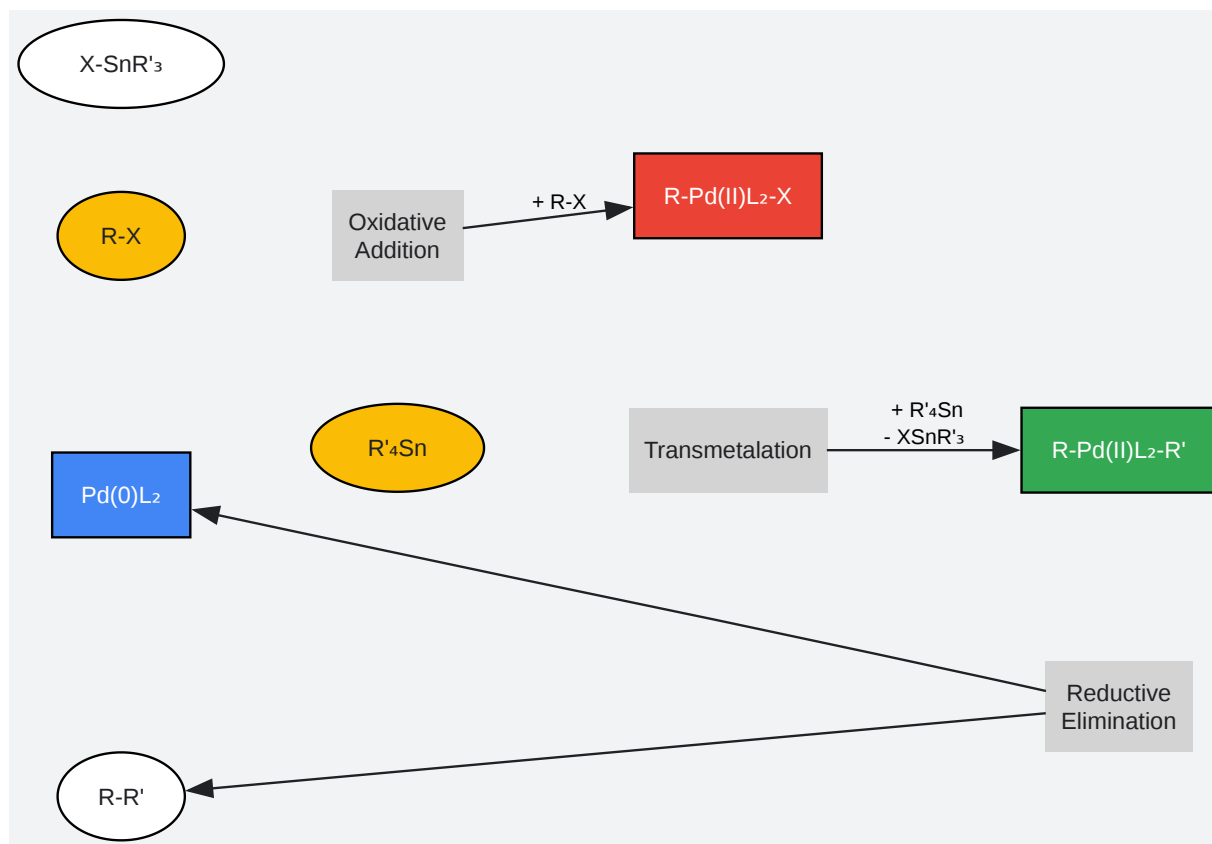 X-SnR'₃
R-X
Oxidative
Addition
+ R-X
R-Pd(II)L₂-X
R'₄Sn
Transmetalation
+ R'₄Sn
- XSnR'₃
R-Pd(II)L₂-R'
Pd(0)L₂
Reductive
Elimination
R-R'